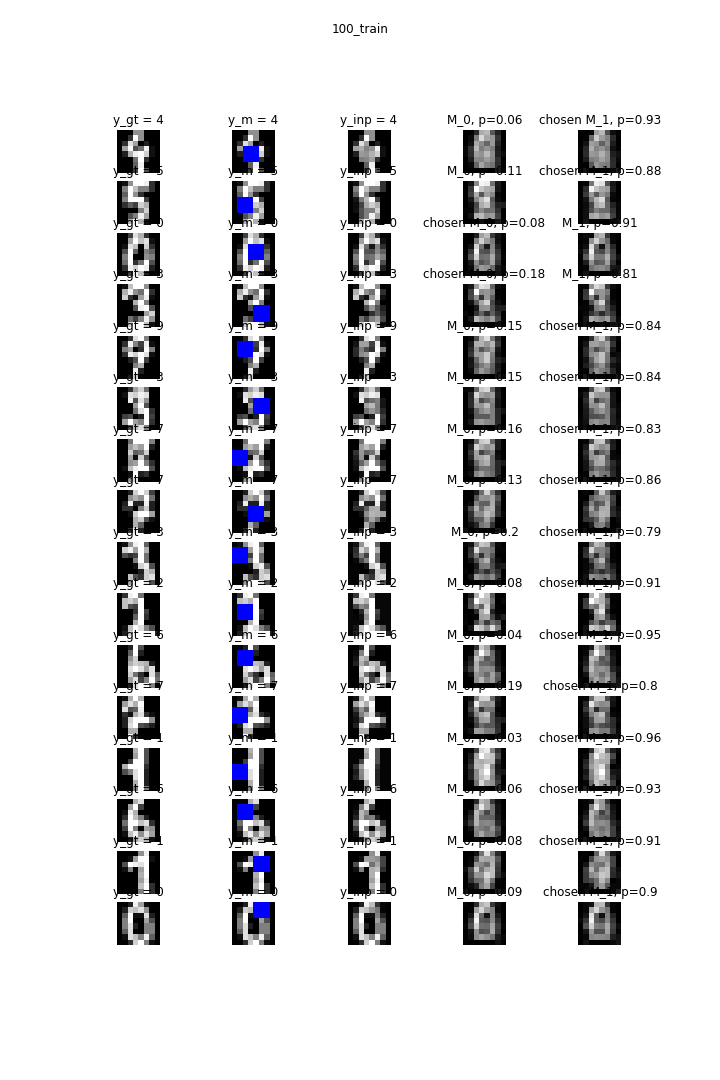 100_train
y_gt = 4 y_m = 4 y_inp = 4 M_0, p=0.06 chosen M_1, p=0.93
y_gt = 5 y_m = 5 y_inp = 5 M_0, p=0.11 chosen M_1, p=0.88
y_gt = 0 y_m = 0 y_inp = 0 chosen M_0, p=0.08 M_1, p=0.91
y_gt = 3 y_m = 3 y_inp = 3 chosen M_0, p=0.18 M_1, p=0.81
y_gt = 9 y_m = 9 y_inp = 9 M_0, p=0.15 chosen M_1, p=0.84
y_gt = 3 y_m = 3 y_inp = 3 M_0, p=0.15 chosen M_1, p=0.84
y_gt = 7 y_m = 7 y_inp = 7 M_0, p=0.16 chosen M_1, p=0.83
y_gt = 7 y_m = 7 y_inp = 7 M_0, p=0.13 chosen M_1, p=0.86
y_gt = 3 y_m = 3 y_inp = 3 M_0, p=0.2 chosen M_1, p=0.79
y_gt = 2 y_m = 2 y_inp = 2 M_0, p=0.08 chosen M_1, p=0.91
y_gt = 6 y_m = 6 y_inp = 6 M_0, p=0.04 chosen M_1, p=0.95
y_gt = 7 y_m = 7 y_inp = 7 M_0, p=0.19 chosen M_1, p=0.8
y_gt = 1 y_m = 1 y_inp = 1 M_0, p=0.03 chosen M_1, p=0.96
y_gt = 6 y_m = 6 y_inp = 6 M_0, p=0.06 chosen M_1, p=0.93
y_gt = 1 y_m = 1 y_inp = 1 M_0, p=0.08 chosen M_1, p=0.91
y_gt = 0 y_m = 0 y_inp = 0 M_0, p=0.09 chosen M_1, p=0.9